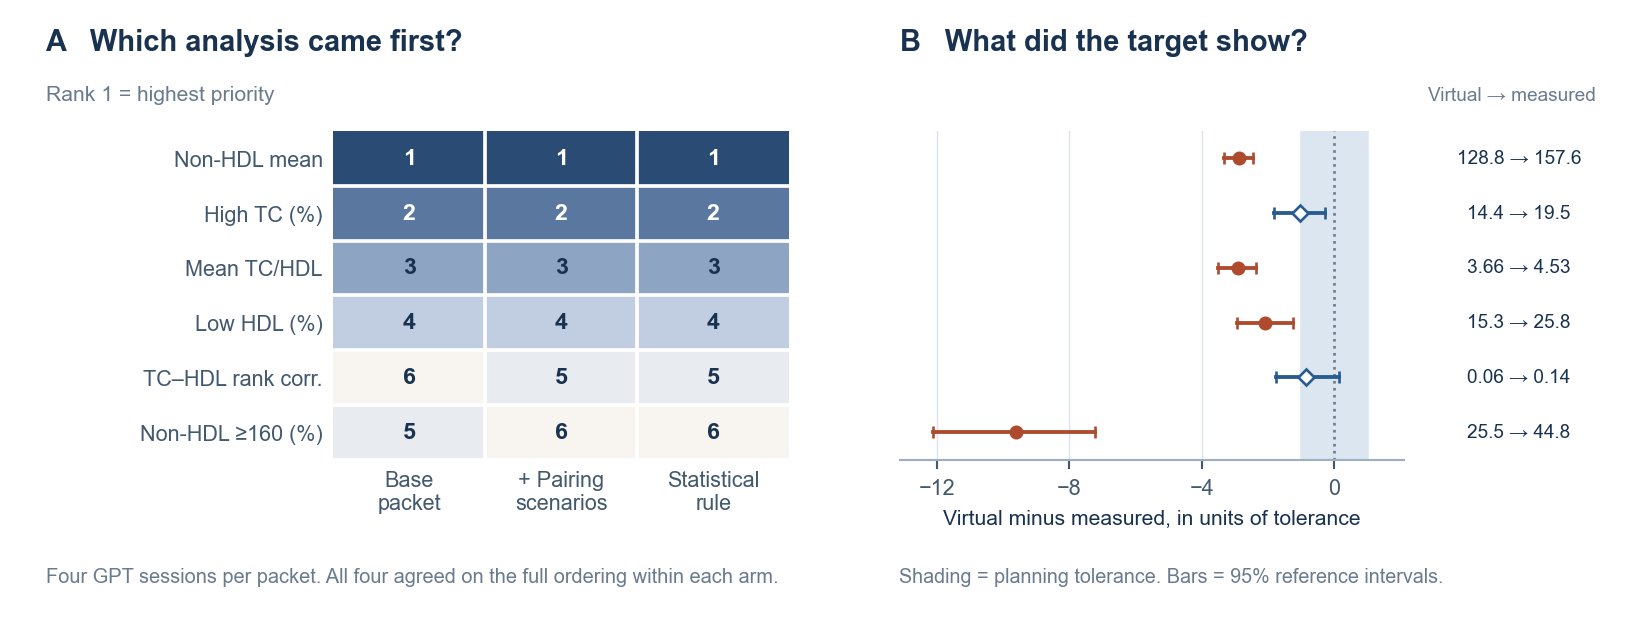 A Which analysis came first?
Rank 1 = highest priority
Non-HDL mean 1 1 1
High TC (%) 2 2 2
Mean TC/HDL 3 3 3
Low HDL (%) 4 4 4
TC–HDL rank corr. 6 5 5
Non-HDL ≥160 (%) 5 6 6
Base packet
+ Pairing scenarios
Statistical rule
Four GPT sessions per packet. All four agreed on the full ordering within each arm.
B What did the target show?
Virtual → measured
128.8 → 157.6
14.4 → 19.5
3.66 → 4.53
15.3 → 25.8
0.06 → 0.14
25.5 → 44.8
−12 −8 −4 0
Virtual minus measured, in units of tolerance
Shading = planning tolerance. Bars = 95% reference intervals.